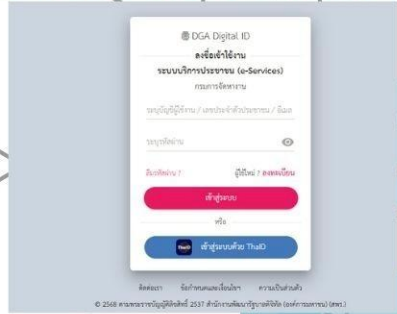 DGA Digital ID
ลงชื่อเข้าใช้งาน
ระบบบริการประชาชน (e-Services)
กรมการจัดหางาน
ระบุบัญชีผู้ใช้งาน / เลขประจำตัวประชาชน / อีเมล
ระบุรหัสผ่าน
ลืมรหัสผ่าน ? ผู้ใช้ใหม่ ? ลงทะเบียน
เข้าสู่ระบบ
หรือ
ThaID เข้าสู่ระบบด้วย ThaID
ติดต่อเรา ข้อกำหนดและเงื่อนไขฯ ความเป็นส่วนตัว
© 2568 ตามพระราชบัญญัติลิขสิทธิ์ 2537 สำนักงานพัฒนารัฐบาลดิจิทัล (องค์การมหาชน) (สพร.)